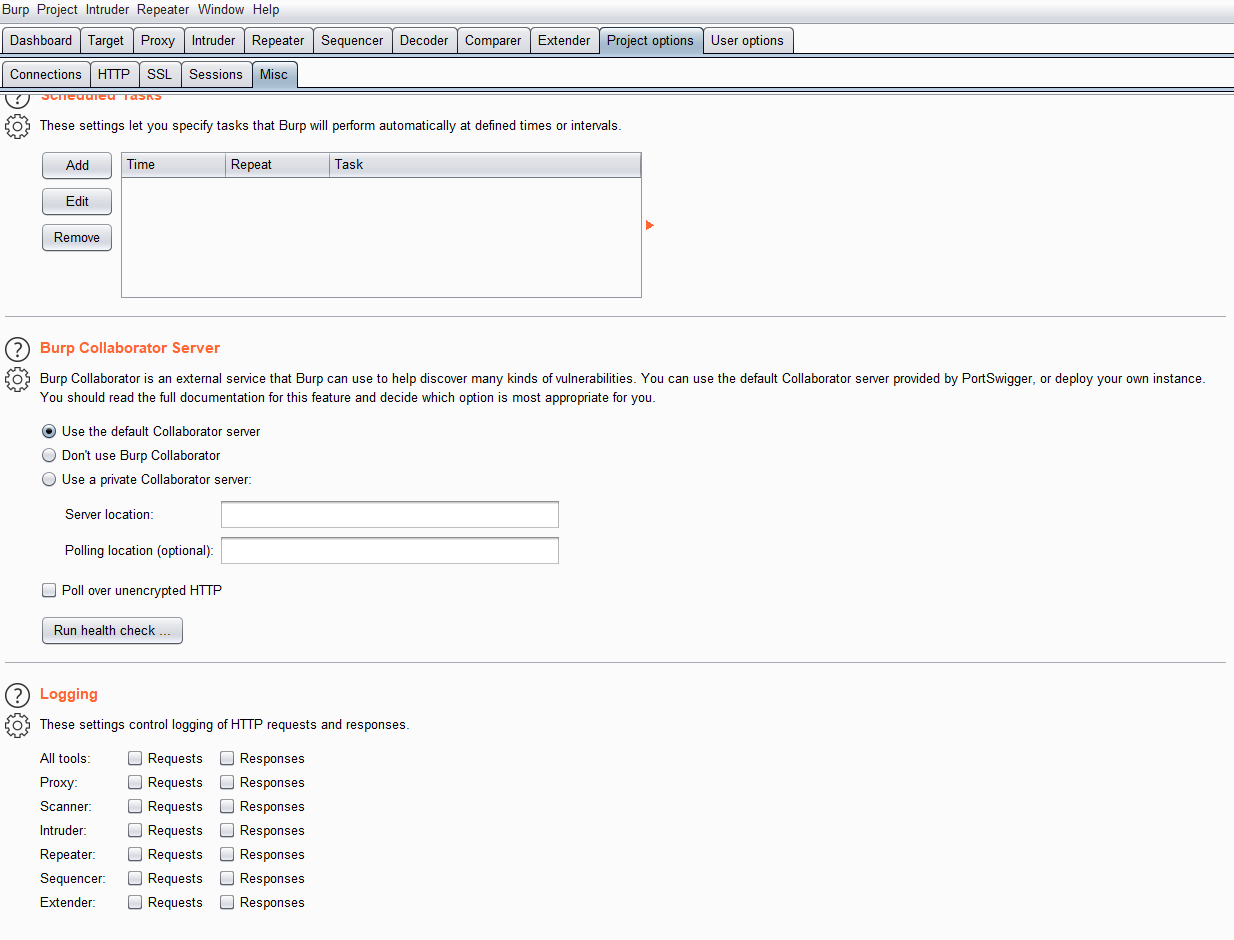 Burp Project Intruder Repeater Window Help
Dashboard Target Proxy Intruder Repeater Sequencer Decoder Comparer Extender Project options User options
Connections HTTP SSL Sessions Misc
? Scheduled Tasks
These settings let you specify tasks that Burp will perform automatically at defined times or intervals.
Add Time Repeat Task
Edit
Remove
? Burp Collaborator Server
Burp Collaborator is an external service that Burp can use to help discover many kinds of vulnerabilities. You can use the default Collaborator server provided by PortSwigger, or deploy your own instance.
You should read the full documentation for this feature and decide which option is most appropriate for you.
Use the default Collaborator server
Don't use Burp Collaborator
Use a private Collaborator server:
Server location:
Polling location (optional):
Poll over unencrypted HTTP
Run health check ...
? Logging
These settings control logging of HTTP requests and responses.
All tools: Requests Responses
Proxy: Requests Responses
Scanner: Requests Responses
Intruder: Requests Responses
Repeater: Requests Responses
Sequencer: Requests Responses
Extender: Requests Responses